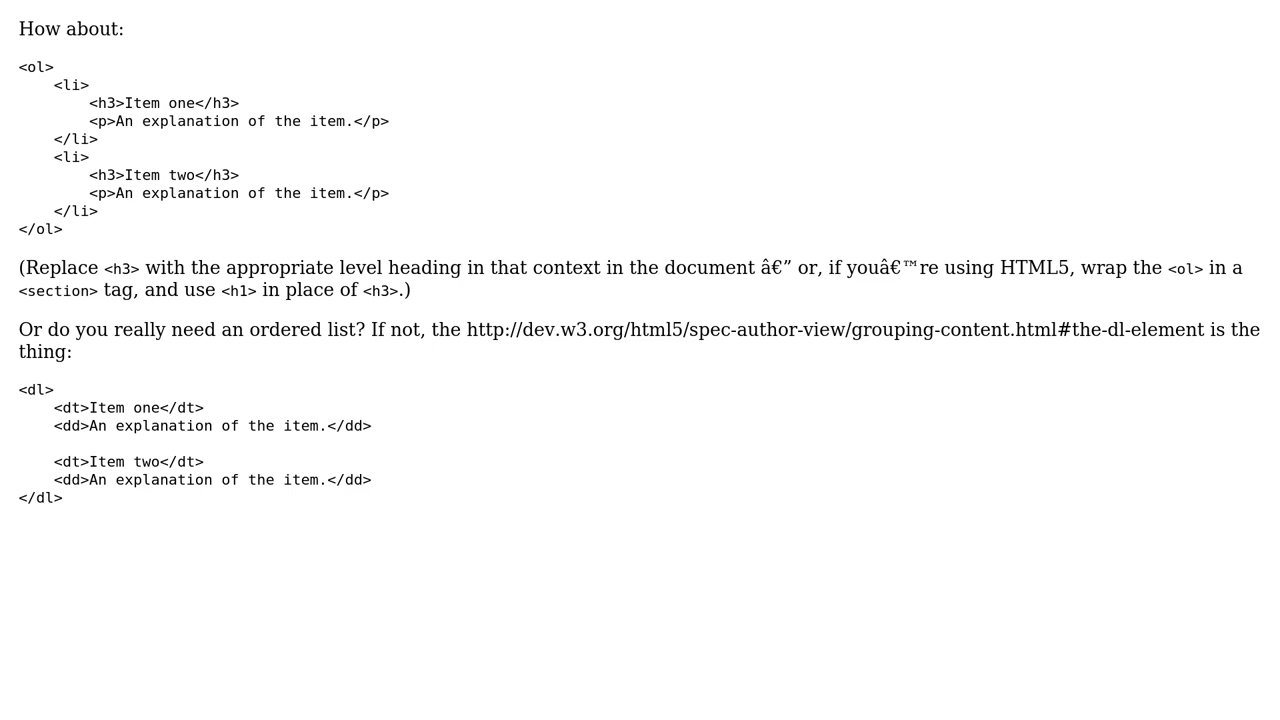 How about:
<ol>
    <li>
        <h3>Item one</h3>
        <p>An explanation of the item.</p>
    </li>
    <li>
        <h3>Item two</h3>
        <p>An explanation of the item.</p>
    </li>
</ol>
(Replace <h3> with the appropriate level heading in that context in the document â€” or, if youâ€™re using HTML5, wrap the <ol> in a
<section> tag, and use <h1> in place of <h3>.)
Or do you really need an ordered list? If not, the http://dev.w3.org/html5/spec-author-view/grouping-content.html#the-dl-element is the
thing:
<dl>
    <dt>Item one</dt>
    <dd>An explanation of the item.</dd>
    <dt>Item two</dt>
    <dd>An explanation of the item.</dd>
</dl>